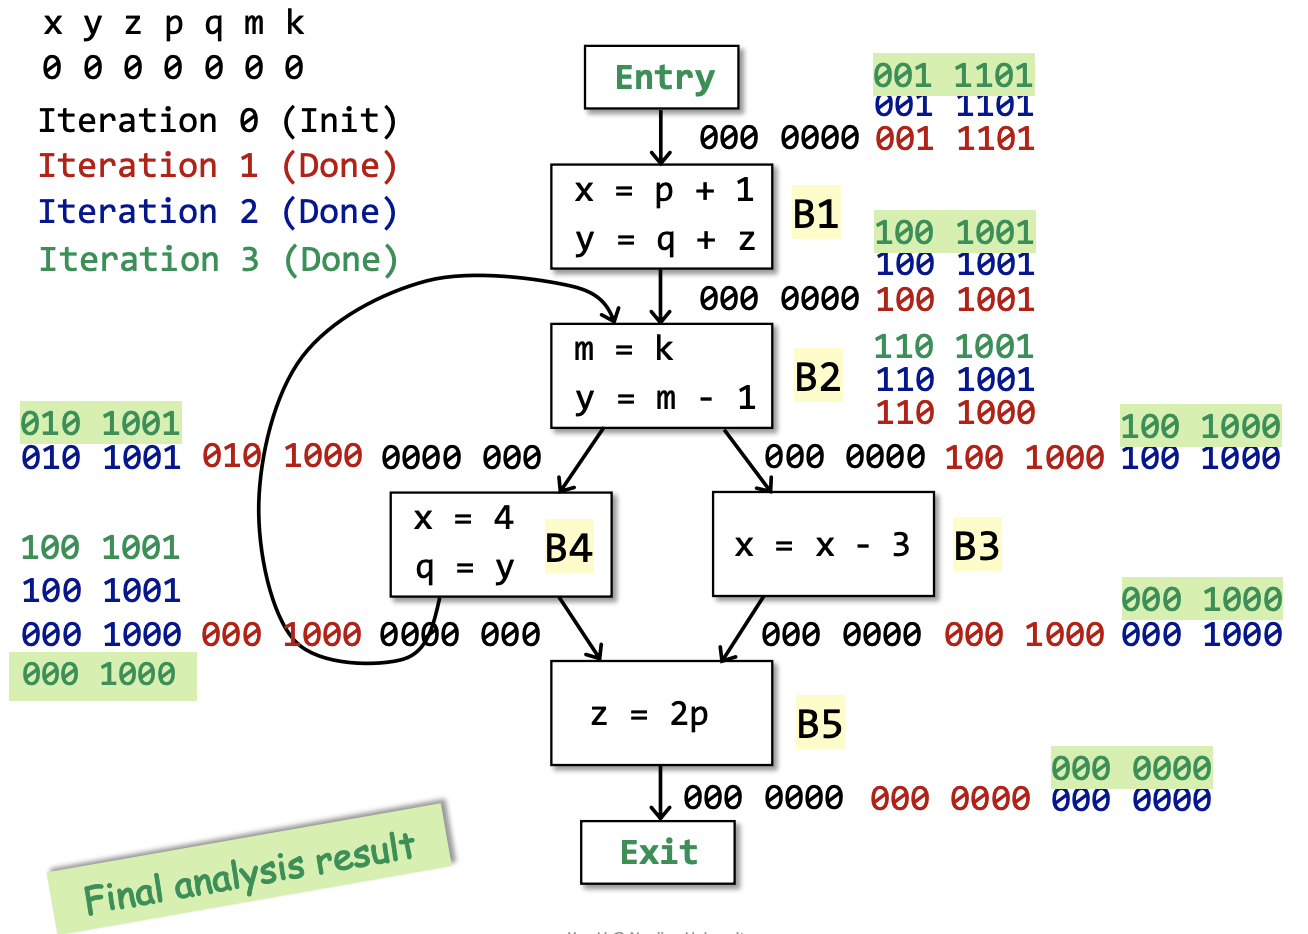 x y z p q m k
0 0 0 0 0 0 0
Iteration 0 (Init)
Iteration 1 (Done)
Iteration 2 (Done)
Iteration 3 (Done)
Entry
001 1101
001 1101
000 0000 001 1101
x = p + 1
y = q + z
B1
100 1001
100 1001
000 0000 100 1001
m = k
y = m - 1
B2
110 1001
110 1001
110 1000
010 1001
010 1001 010 1000 0000 000
100 1000
000 0000 100 1000 100 1000
x = 4
q = y
B4
x = x - 3
B3
100 1001
100 1001
000 1000 000 1000 0000 000
000 1000
000 1000
000 0000 000 1000 000 1000
z = 2p
B5
000 0000
000 0000 000 0000 000 0000
Exit
Final analysis result